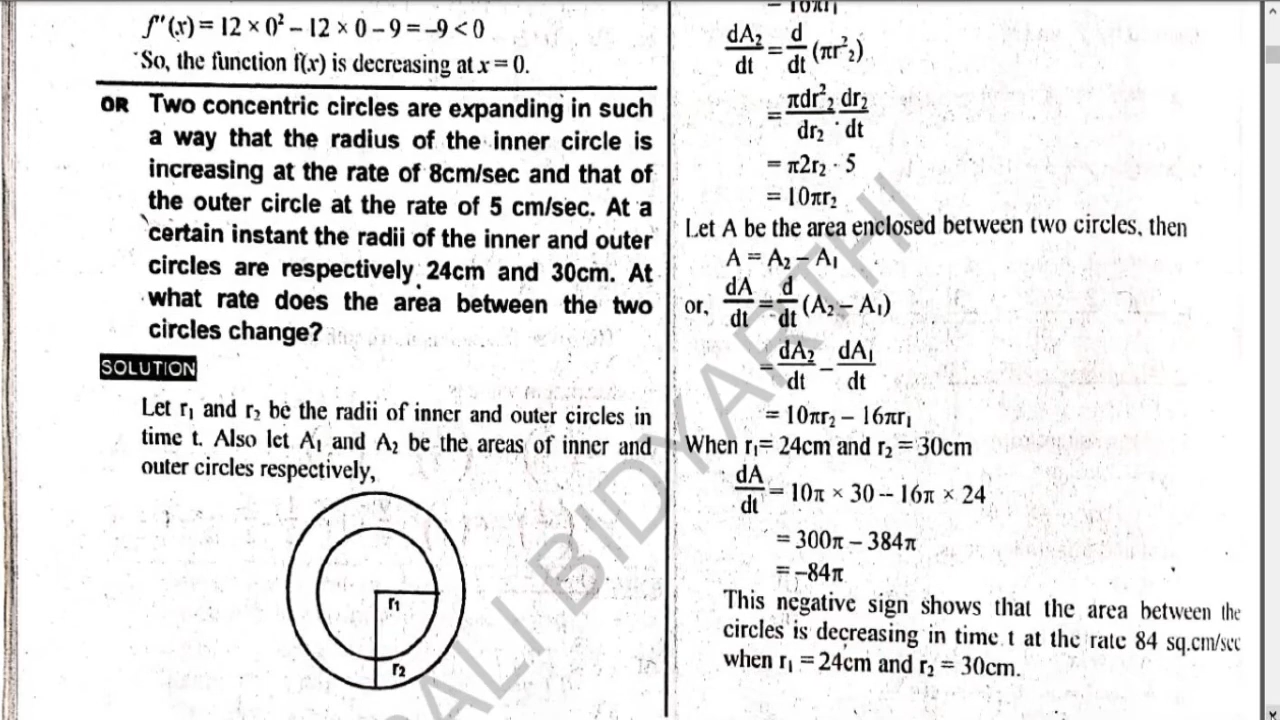 f"(x) = 12 × 0² – 12 × 0 – 9 = –9 < 0
So, the function f(x) is decreasing at x = 0.
OR Two concentric circles are expanding in such
a way that the radius of the inner circle is
increasing at the rate of 8cm/sec and that of
the outer circle at the rate of 5 cm/sec. At a
certain instant the radii of the inner and outer
circles are respectively 24cm and 30cm. At
what rate does the area between the two
circles change?
SOLUTION
Let r₁ and r₂ be the radii of inner and outer circles in
time t. Also let A₁ and A₂ be the areas of inner and
outer circles respectively,
r₁
r₂
dA₂/dt = d/dt (πr²₂)
= πdr²₂/dr₂ · dr₂/dt
= π2r₂ · 5
= 10πr₂
Let A be the area enclosed between two circles, then
A = A₂ – A₁
or, dA/dt = d/dt (A₂ – A₁)
= dA₂/dt – dA₁/dt
= 10πr₂ – 16πr₁
When r₁= 24cm and r₂ = 30cm
dA/dt = 10π × 30 -- 16π × 24
= 300π – 384π
= –84π
This negative sign shows that the area between the
circles is decreasing in time t at the rate 84 sq.cm/sec
when r₁ = 24cm and r₂ = 30cm.
ALI BIDYARTHI